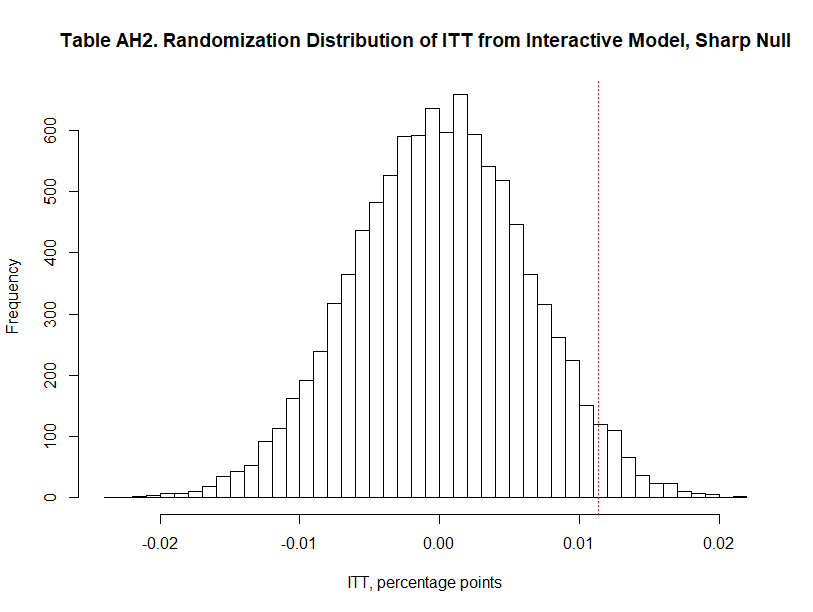 Table AH2. Randomization Distribution of ITT from Interactive Model, Sharp Null
Frequency
600
500
400
300
200
100
0
-0.02 -0.01 0.00 0.01 0.02
ITT, percentage points